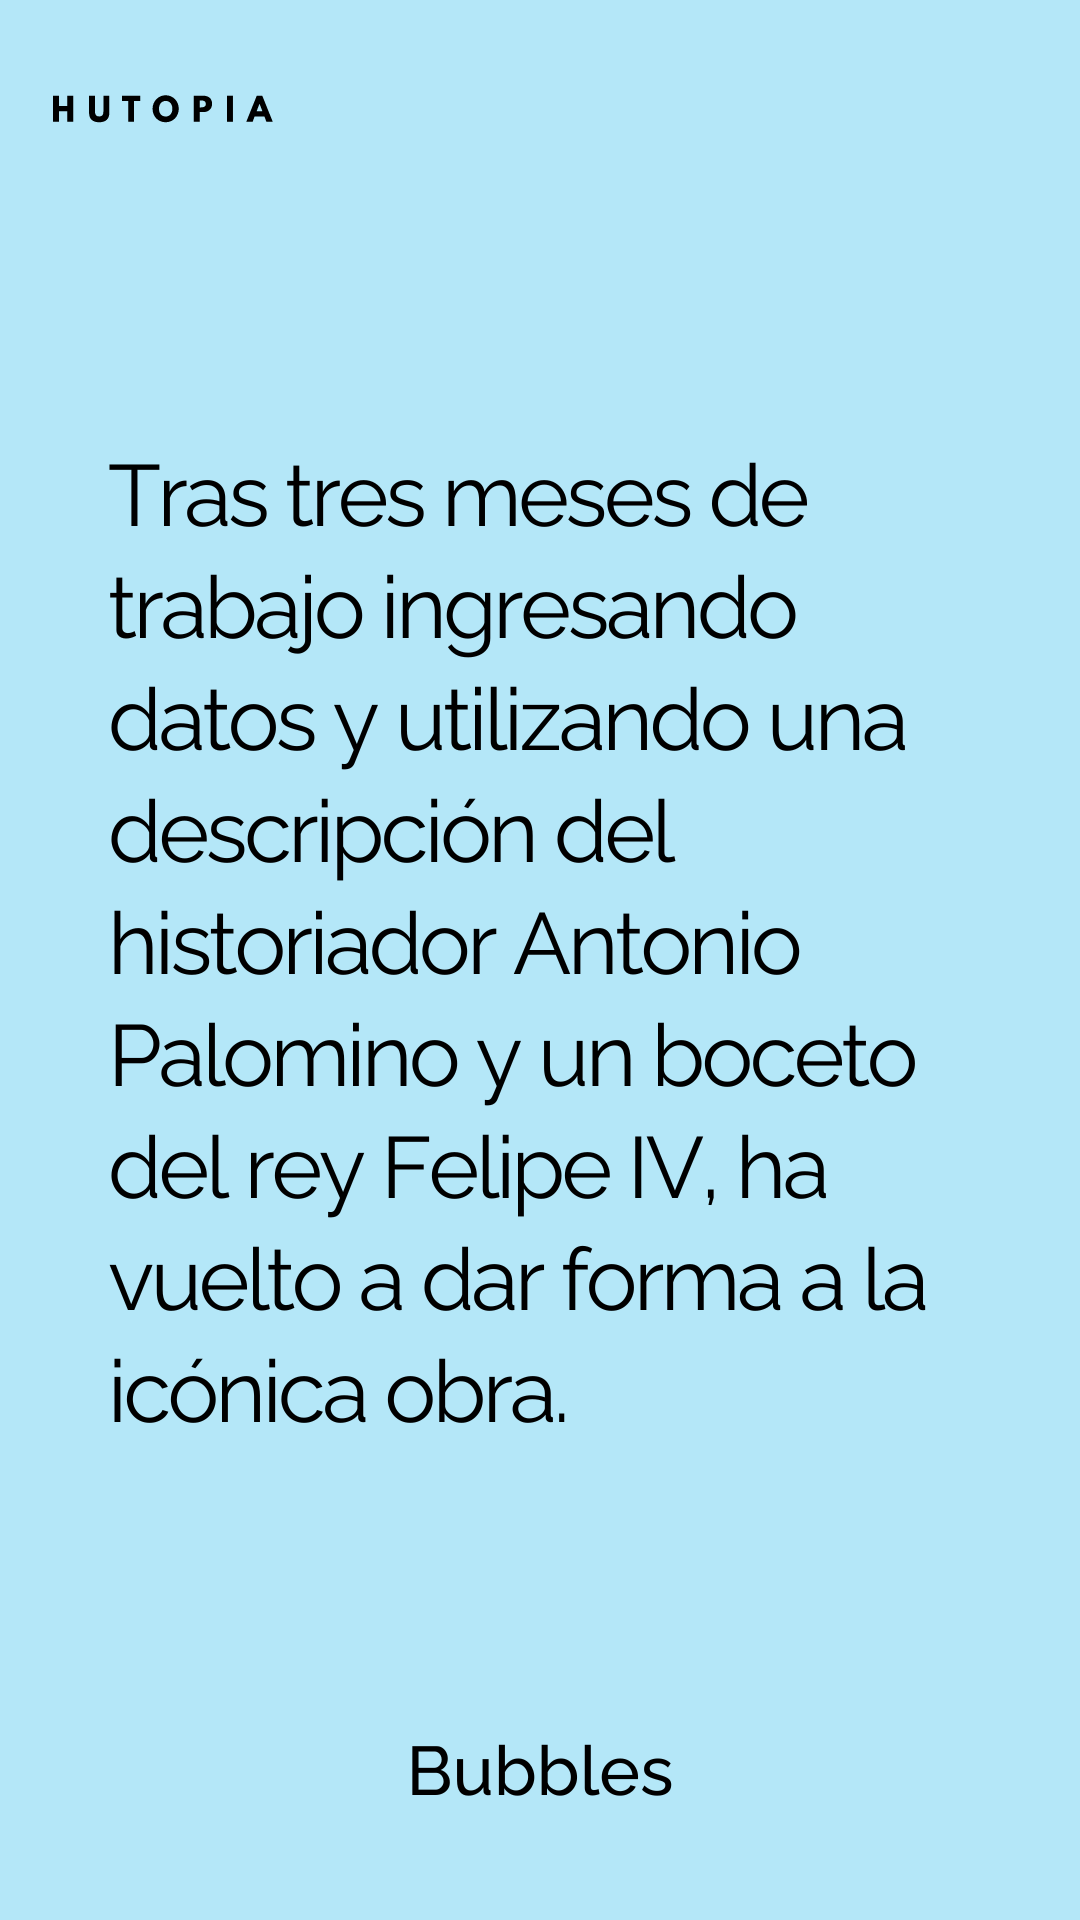 HUTOPIA
Tras tres meses de
trabajo ingresando
datos y utilizando una
descripción del
historiador Antonio
Palomino y un boceto
del rey Felipe IV, ha
vuelto a dar forma a la
icónica obra.
Bubbles